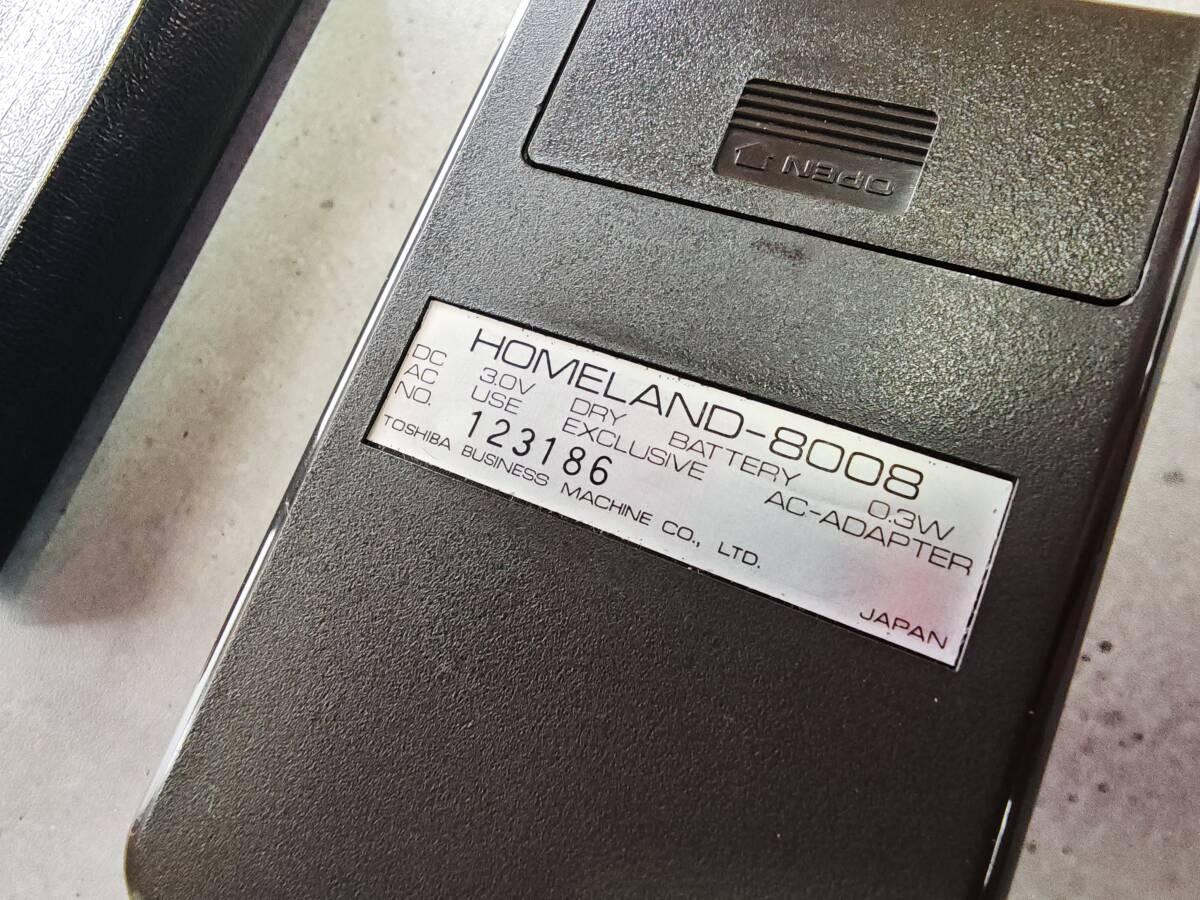 OPEN
HOMELAND-8008
DC 3.0V DRY BATTERY 0.3W
AC USE EXCLUSIVE AC-ADAPTER
NO. 123186
TOSHIBA BUSINESS MACHINE CO., LTD.
JAPAN